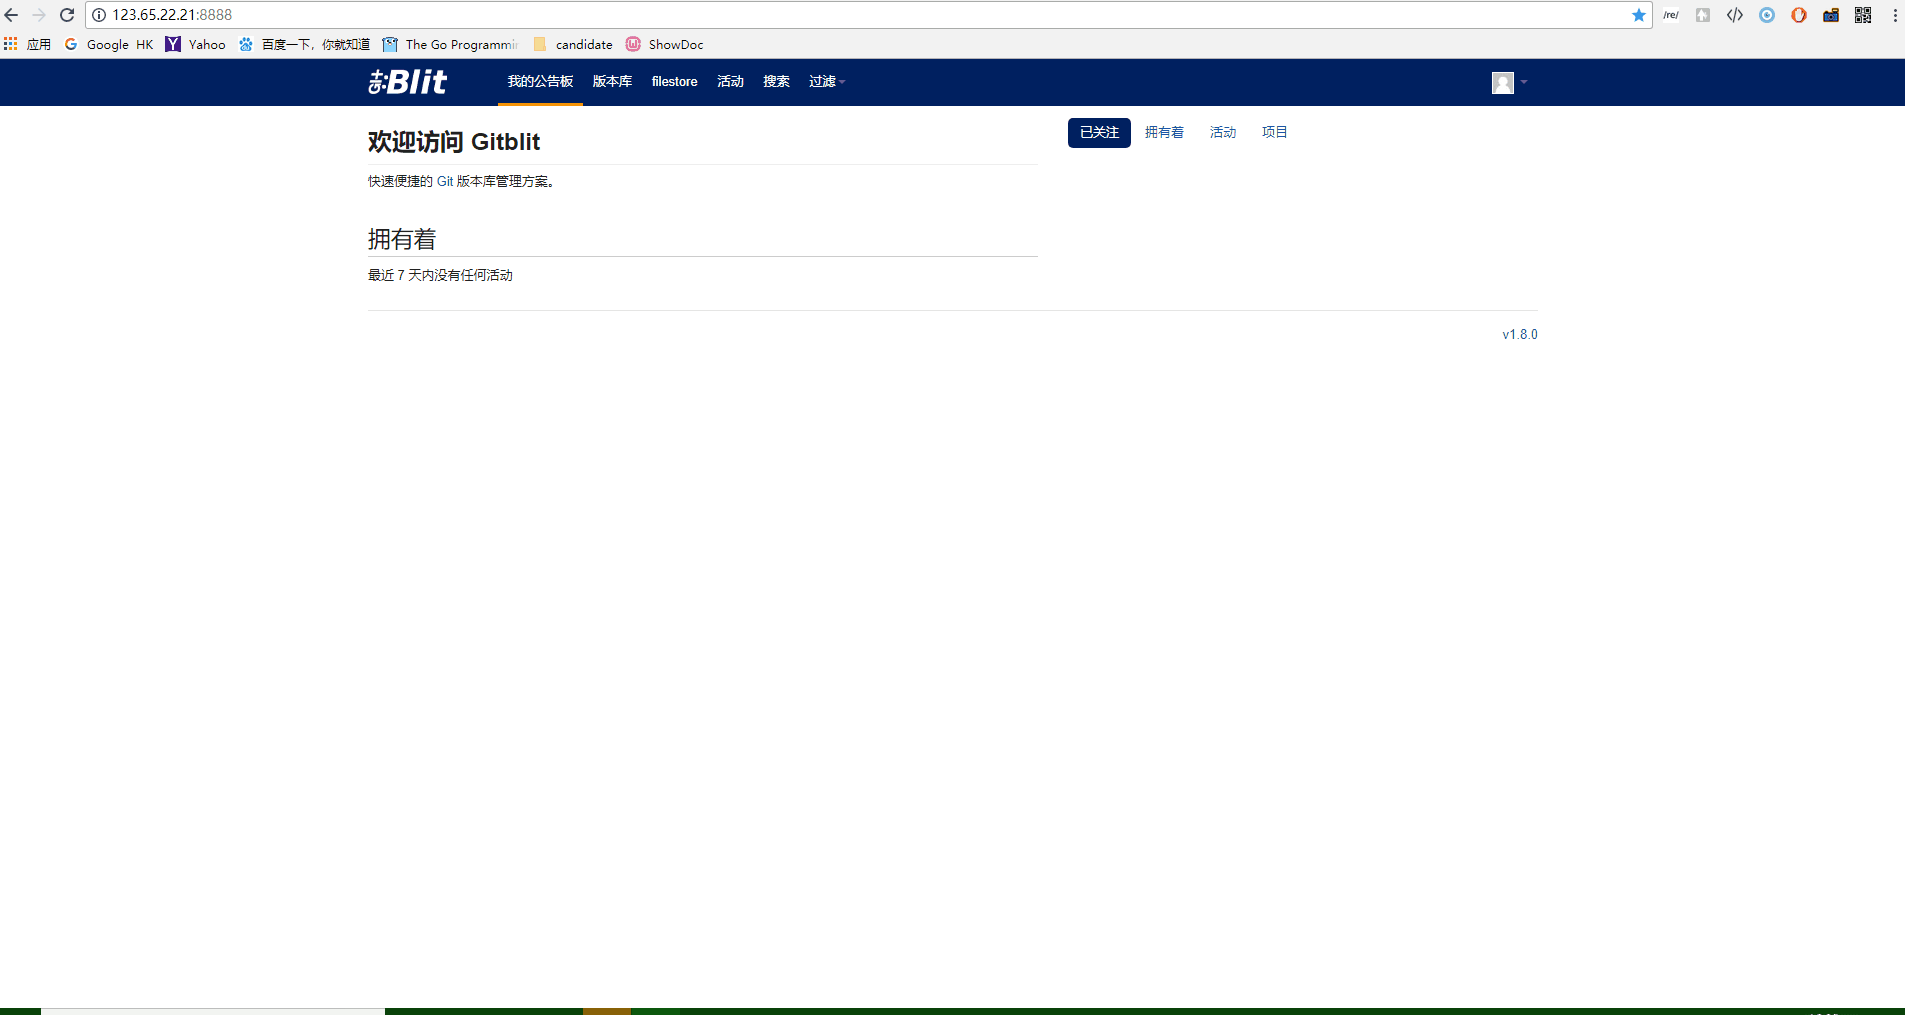 123.65.22.21:8888
/re/
应用 Google HK Yahoo 百度一下，你就知道 The Go Programmin candidate ShowDoc
Blit 我的公告板 版本库 filestore 活动 搜索 过滤
已关注 拥有着 活动 项目
欢迎访问 Gitblit
快速便捷的 Git 版本库管理方案。
拥有着
最近 7 天内没有任何活动
v1.8.0